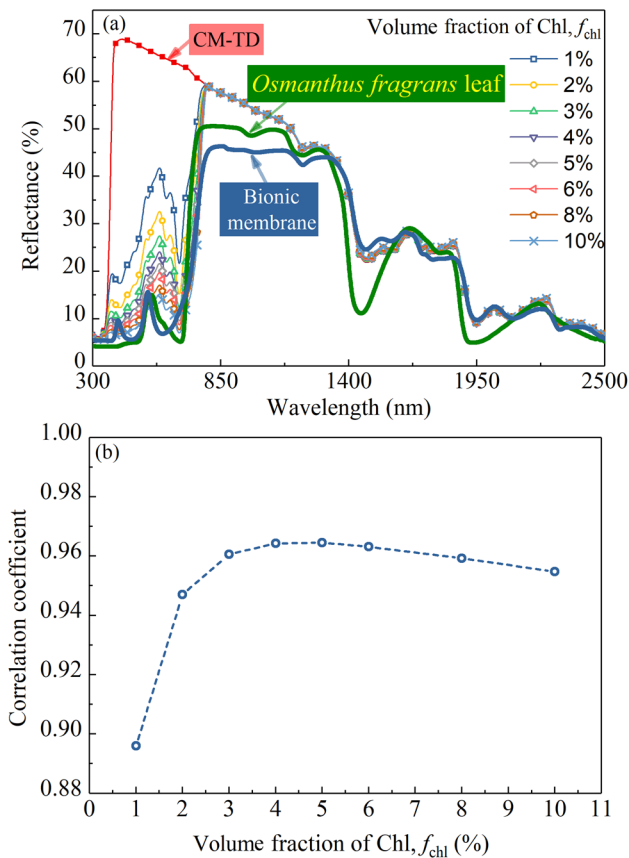 (a)
CM-TD
Volume fraction of Chl, fchl
Osmanthus fragrans leaf
Bionic
membrane
1%
2%
3%
4%
5%
6%
8%
10%
Reflectance (%)
70
60
50
40
30
20
10
0
300 850 1400 1950 2500
Wavelength (nm)
(b)
Correlation coefficient
1.00
0.98
0.96
0.94
0.92
0.90
0.88
0 1 2 3 4 5 6 7 8 9 10 11
Volume fraction of Chl, fchl (%)